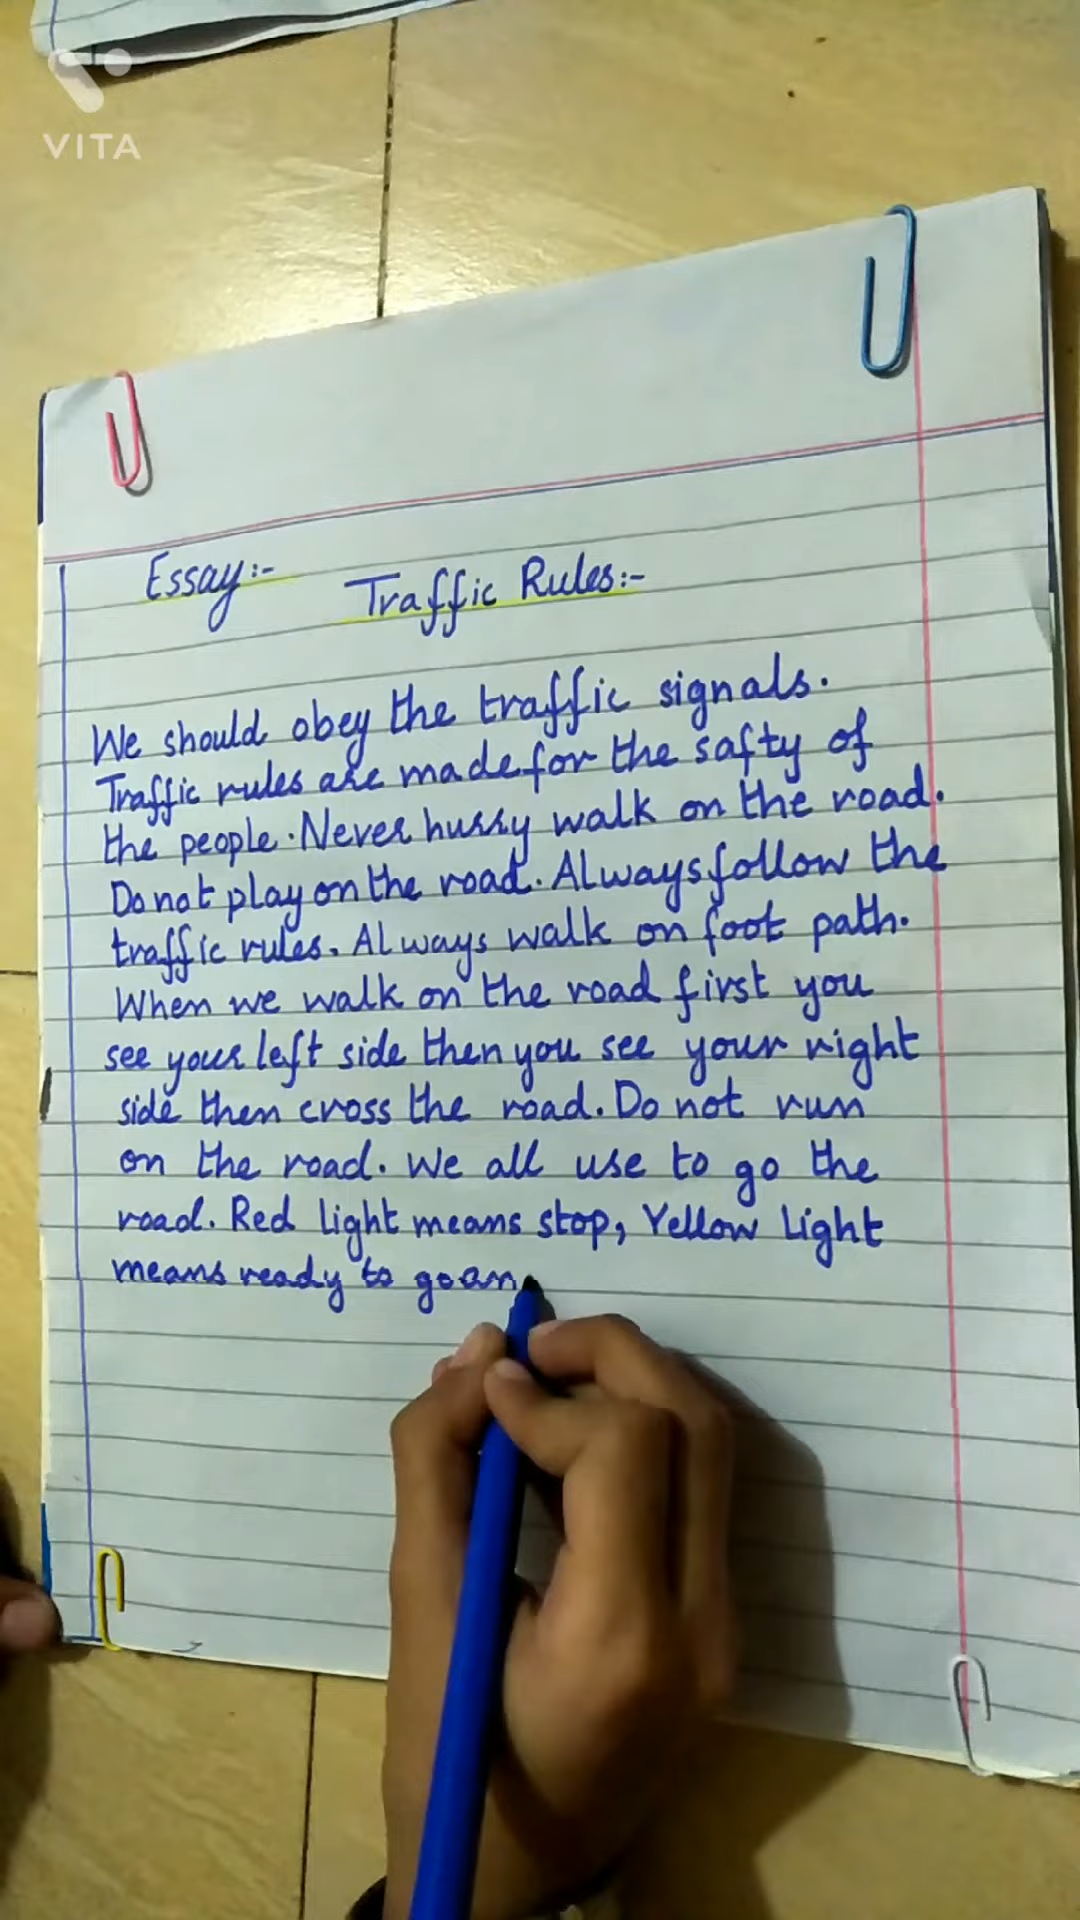 VITA
Essay:-
Traffic Rules:-
We should obey the traffic signals.
Traffic rules are made for the safty of
the people. Never hurry walk on the road.
Do not play on the road. Always follow the
traffic rules. Always walk on foot path.
When we walk on the road first you
see your left side then you see your right
side then cross the road. Do not run
on the road. We all use to go the
road. Red light means stop, Yellow Light
means ready to go an